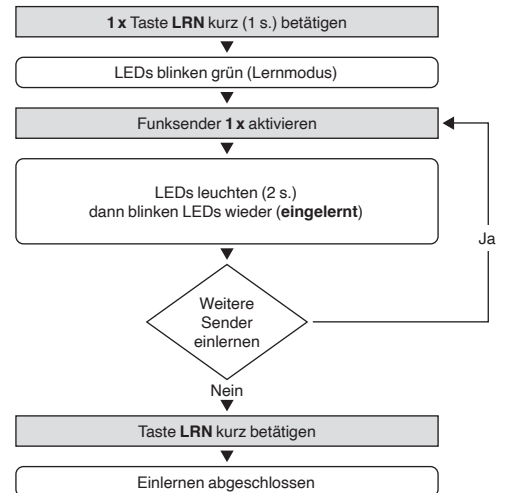 1 x Taste LRN kurz (1 s.) betätigen
LEDs blinken grün (Lernmodus)
Funksender 1 x aktivieren
LEDs leuchten (2 s.)
dann blinken LEDs wieder (eingelernt)
Ja
Weitere
Sender
einlernen
Nein
Taste LRN kurz betätigen
Einlernen abgeschlossen